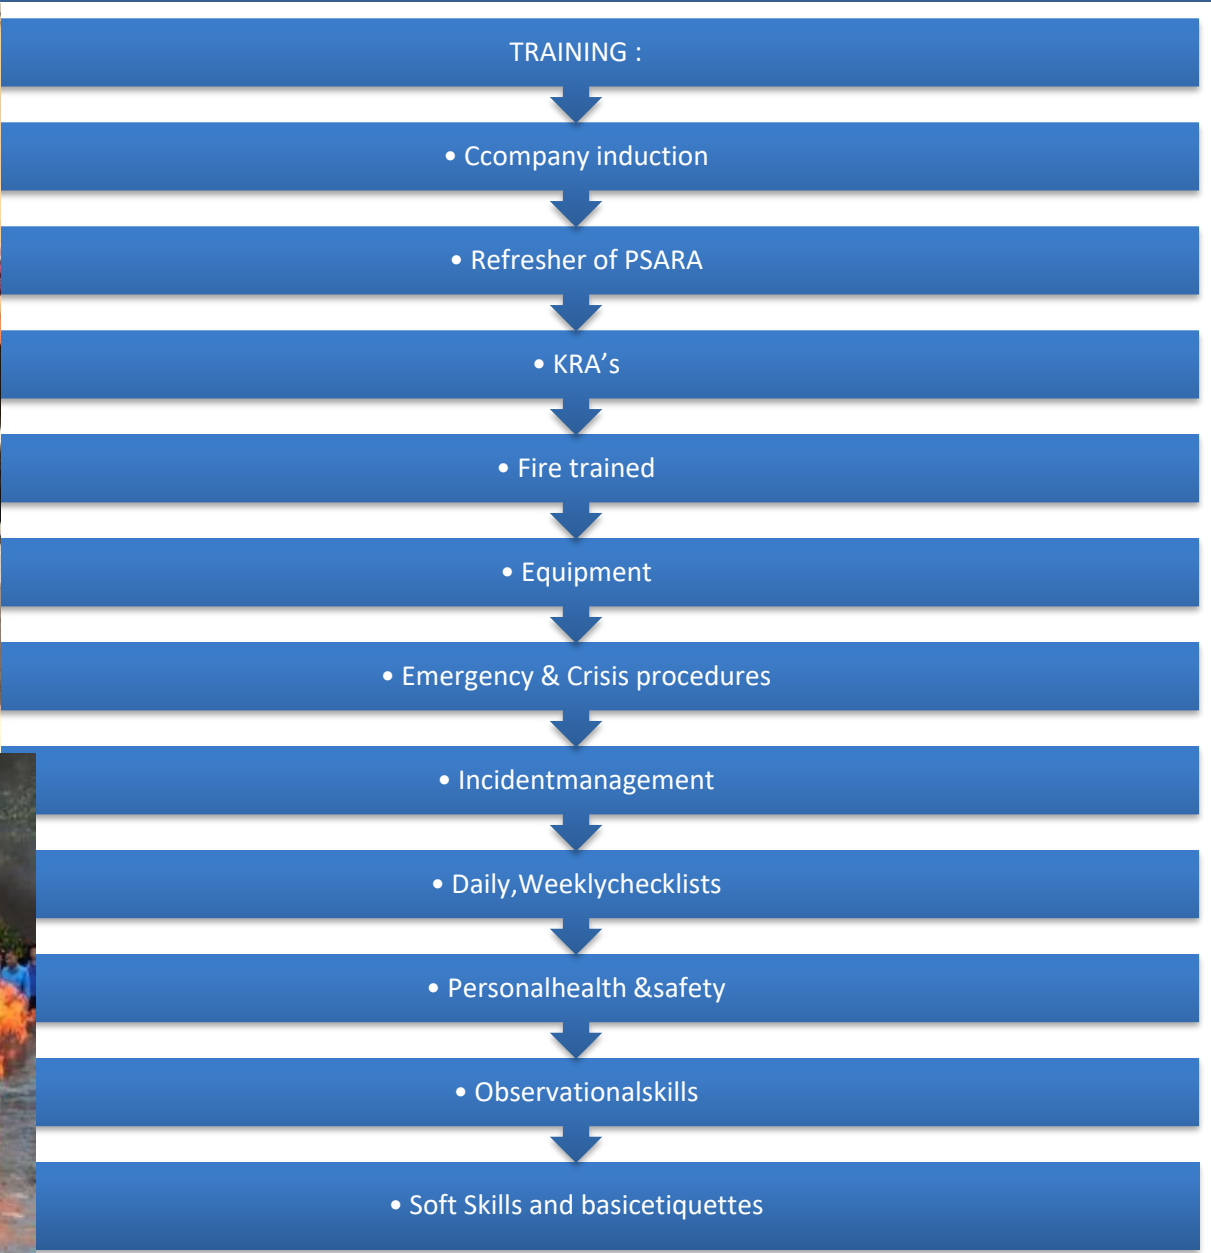 TRAINING :
• Ccompany induction
• Refresher of PSARA
• KRA’s
• Fire trained
• Equipment
• Emergency & Crisis procedures
• Incidentmanagement
• Daily,Weeklychecklists
• Personalhealth &safety
• Observationalskills
• Soft Skills and basicetiquettes